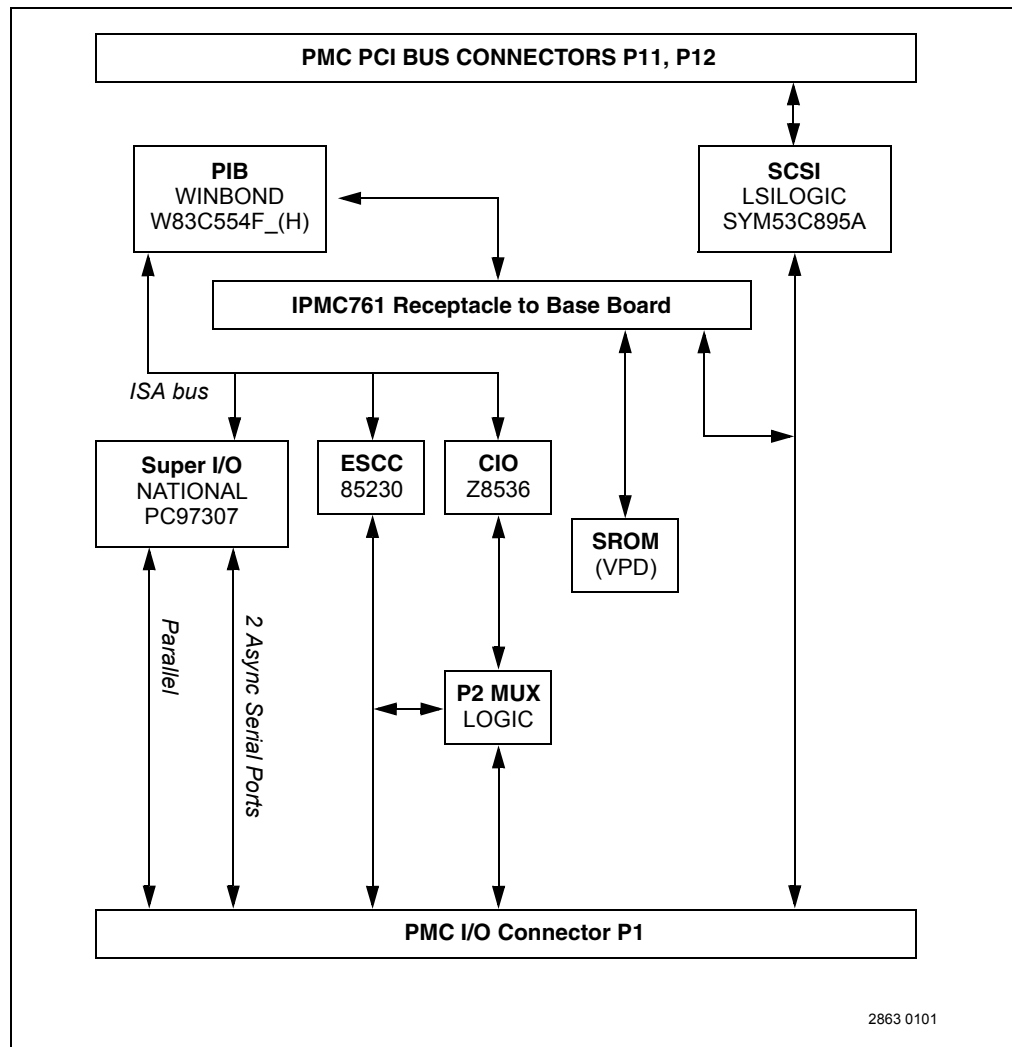 PMC PCI BUS CONNECTORS P11, P12
PIB
WINBOND
W83C554F_(H)
SCSI
LSILOGIC
SYM53C895A
IPMC761 Receptacle to Base Board
ISA bus
Super I/O
NATIONAL
PC97307
ESCC
85230
CIO
Z8536
SROM
(VPD)
Parallel
2 Async Serial Ports
P2 MUX
LOGIC
PMC I/O Connector P1
2863 0101